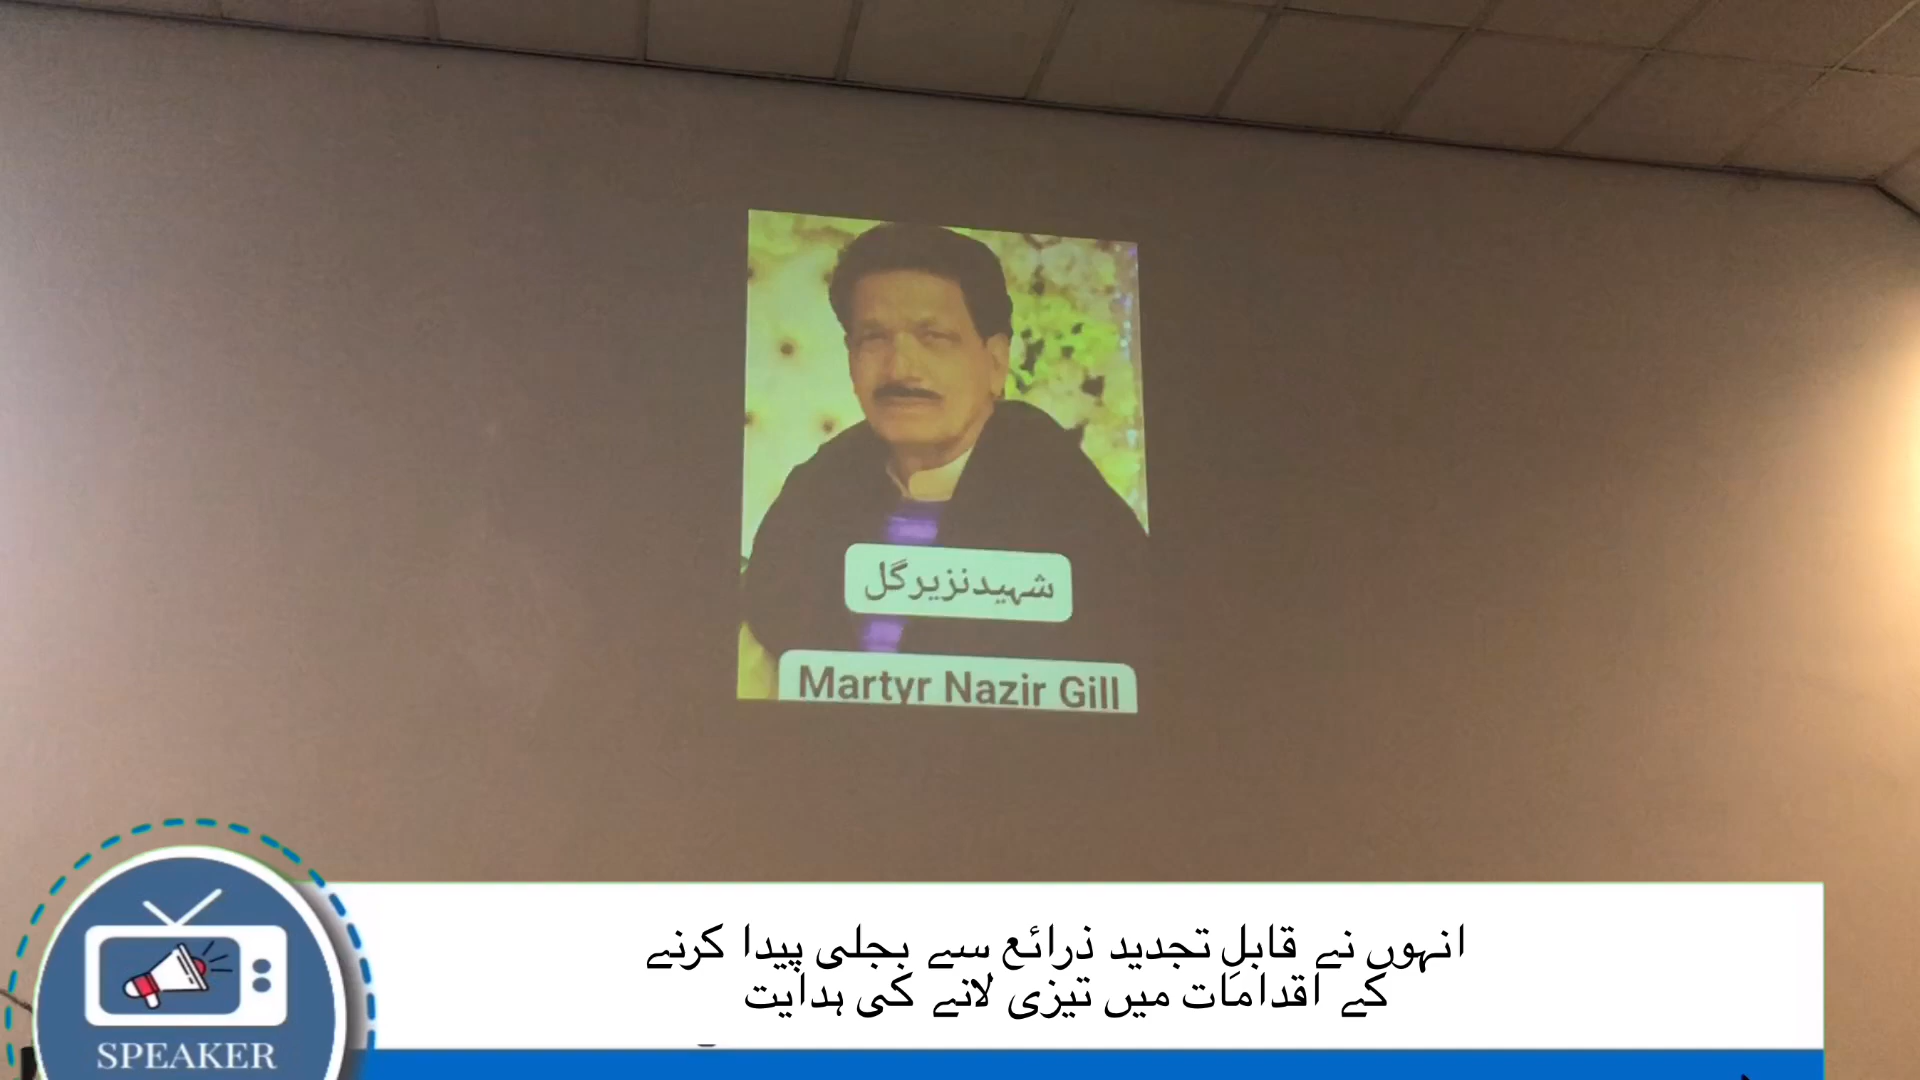 شہیدنزیرگل
Martyr Nazir Gill
انہوں نے قابلِ تجدید ذرائع سے بجلی پیدا کرنے
کے اقدامات میں تیزی لانے کی ہدایت
SPEAKER